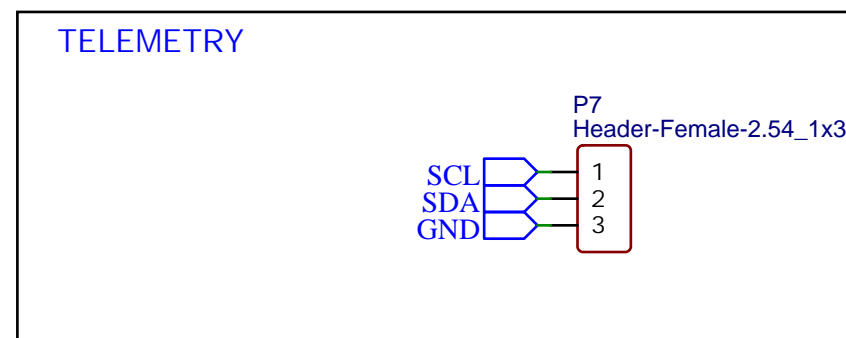 TELEMETRY
P7
Header-Female-2.54_1x3
SCL 1
SDA 2
GND 3